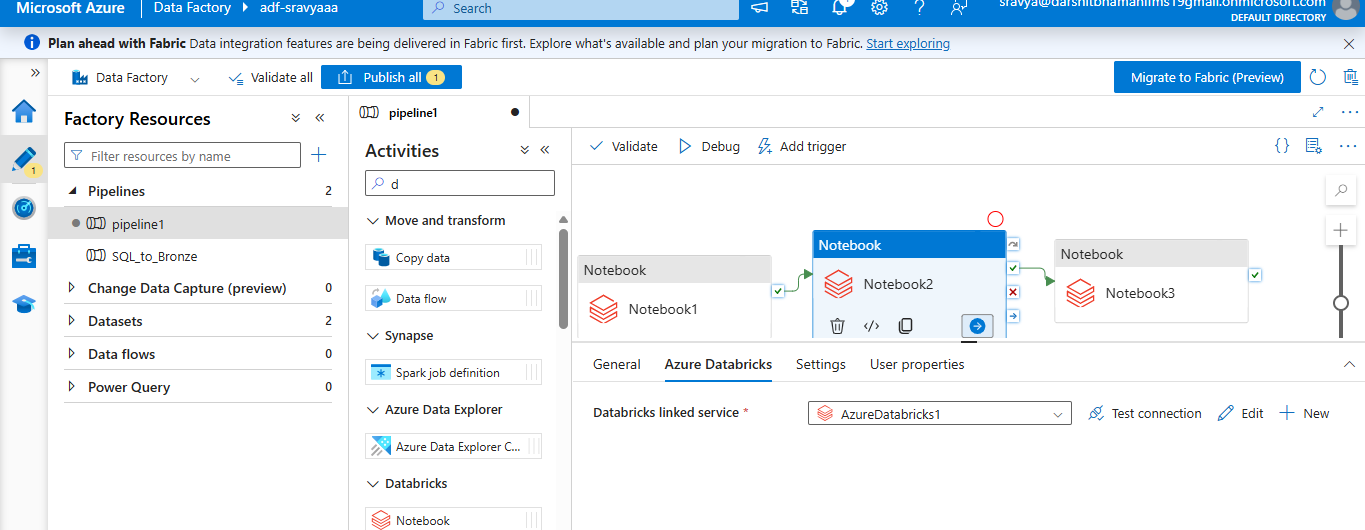 Microsoft Azure Data Factory adf-sravyaaa Search 1 DEFAULT DIRECTORY
Plan ahead with Fabric Data integration features are being delivered in Fabric first. Explore what's available and plan your migration to Fabric. Start exploring
Data Factory Validate all Publish all 1 Migrate to Fabric (Preview)
Factory Resources
Filter resources by name
1
Pipelines 2
pipeline1
SQL_to_Bronze
Change Data Capture (preview) 0
Datasets 2
Data flows 0
Power Query 0
pipeline1
Activities
d
Move and transform
Copy data
Data flow
Synapse
Spark job definition
Azure Data Explorer
Azure Data Explorer C...
Databricks
Notebook
Validate Debug Add trigger {}
Notebook
Notebook1
Notebook
Notebook2
</>
Notebook
Notebook3
General Azure Databricks Settings User properties
Databricks linked service * AzureDatabricks1 Test connection Edit New